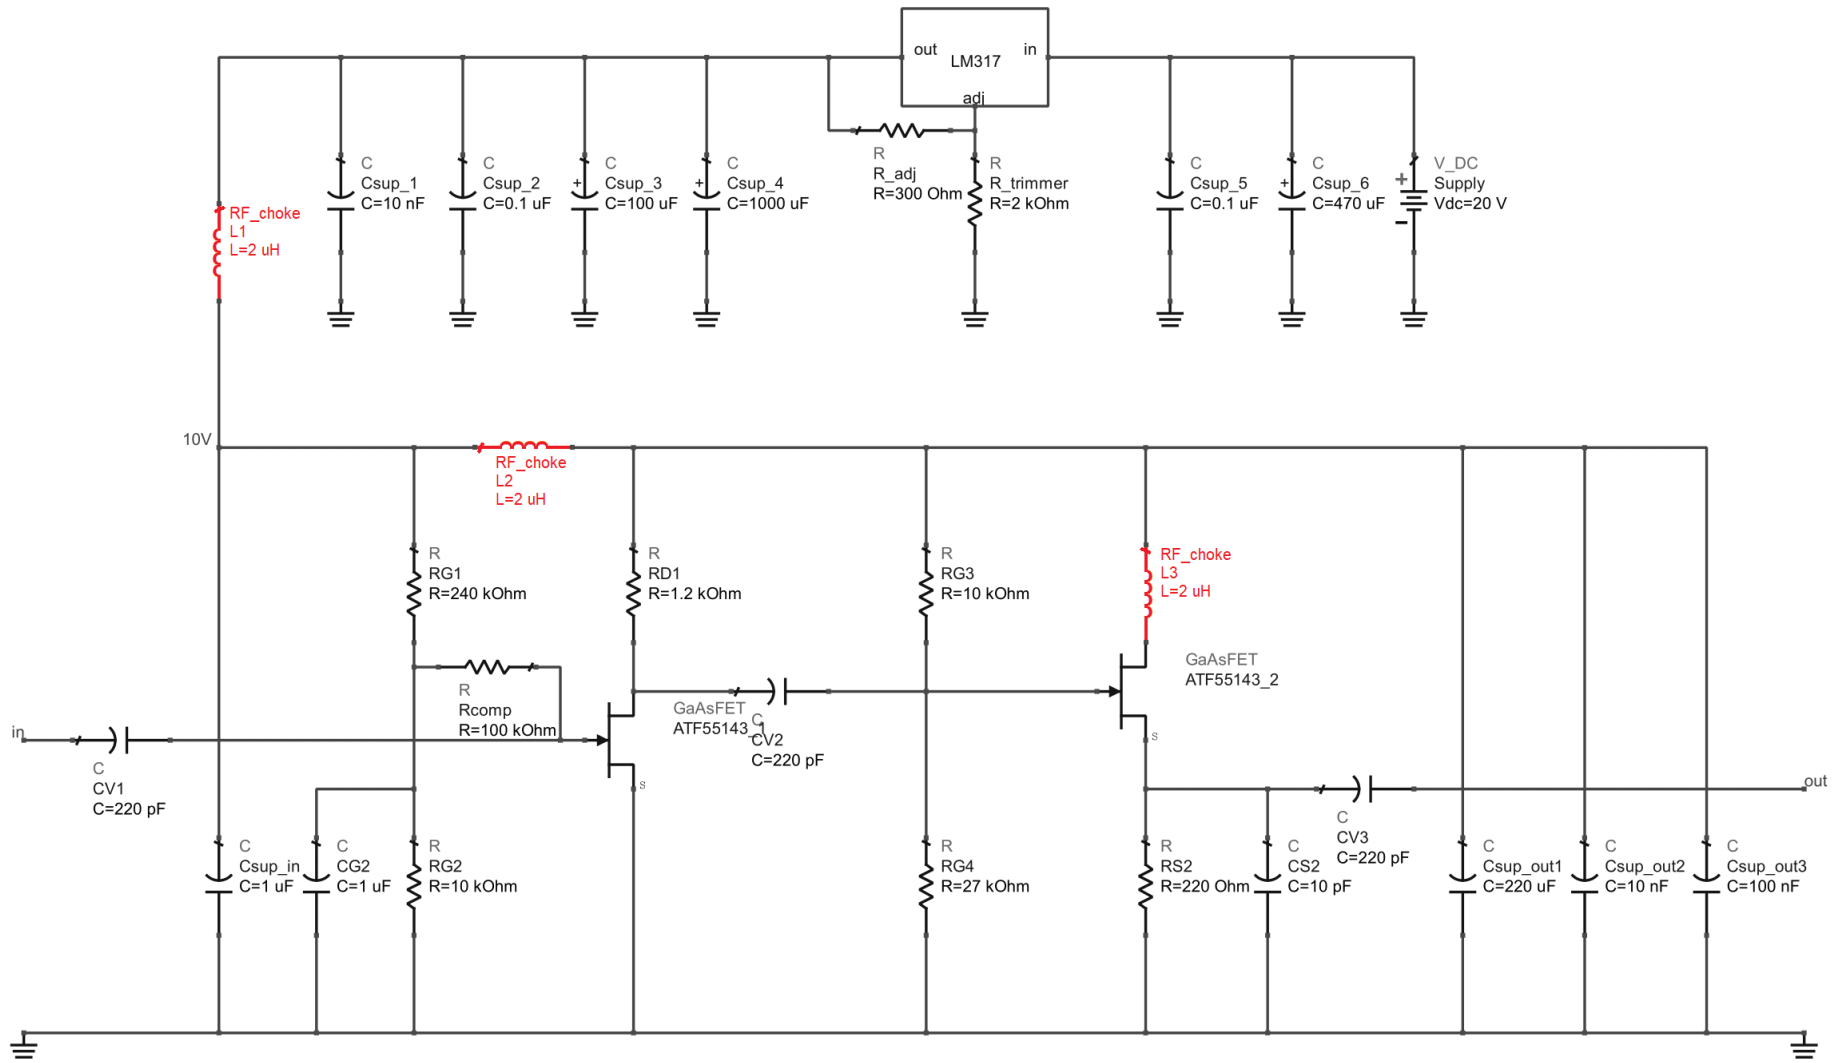 out
in
LM317
adj
C
Csup_1
C=10 nF
C
Csup_2
C=0.1 uF
+
C
Csup_3
C=100 uF
+
C
Csup_4
C=1000 uF
R
R_adj
R=300 Ohm
R
R_trimmer
R=2 kOhm
C
Csup_5
C=0.1 uF
+
C
Csup_6
C=470 uF
+
-
V_DC
Supply
Vdc=20 V
RF_choke
L1
L=2 uH
10V
RF_choke
L2
L=2 uH
R
RG1
R=240 kOhm
R
RD1
R=1.2 kOhm
R
RG3
R=10 kOhm
RF_choke
L3
L=2 uH
R
Rcomp
R=100 kOhm
GaAsFET
ATF55143_1
s
GaAsFET
ATF55143_2
s
in
C
CV1
C=220 pF
C
CV2
C=220 pF
C
CV3
C=220 pF
out
C
Csup_in
C=1 uF
C
CG2
C=1 uF
R
RG2
R=10 kOhm
R
RG4
R=27 kOhm
R
RS2
R=220 Ohm
C
CS2
C=10 pF
C
Csup_out1
C=220 uF
C
Csup_out2
C=10 nF
C
Csup_out3
C=100 nF